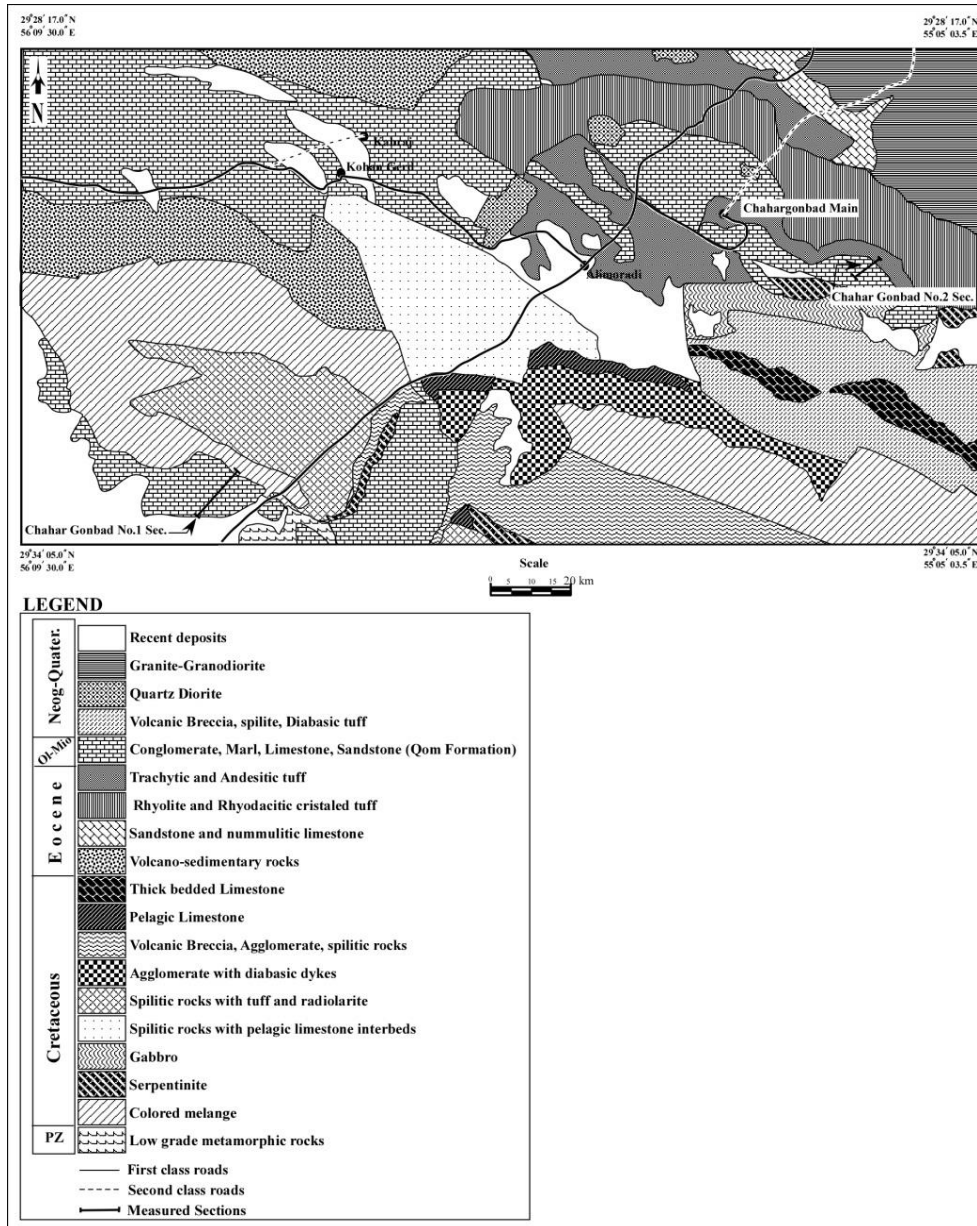 29°28′ 17.0″ N
56°09′ 30.0″ E
29°28′ 17.0″ N
55°05′ 03.5″ E
N
Kahraj
Kohan Gerd
Chahargonbad Main
Alimoradi
Chahar Gonbad No.2 Sec.
Chahar Gonbad No.1 Sec.
29°34′ 05.0″ N
56°09′ 30.0″ E
29°34′ 05.0″ N
55°05′ 03.5″ E
Scale
0 5 10 15 20 km
LEGEND
Neog-Quater.
Recent deposits
Granite-Granodiorite
Quartz Diorite
Volcanic Breccia, spilite, Diabasic tuff
Ol-Mio
Conglomerate, Marl, Limestone, Sandstone (Qom Formation)
Eocene
Trachytic and Andesitic tuff
Rhyolite and Rhyodacitic cristaled tuff
Sandstone and nummulitic limestone
Volcano-sedimentary rocks
Cretaceous
Thick bedded Limestone
Pelagic Limestone
Volcanic Breccia, Agglomerate, spilitic rocks
Agglomerate with diabasic dykes
Spilitic rocks with tuff and radiolarite
Spilitic rocks with pelagic limestone interbeds
Gabbro
Serpentinite
Colored melange
PZ
Low grade metamorphic rocks
First class roads
Second class roads
Measured Sections